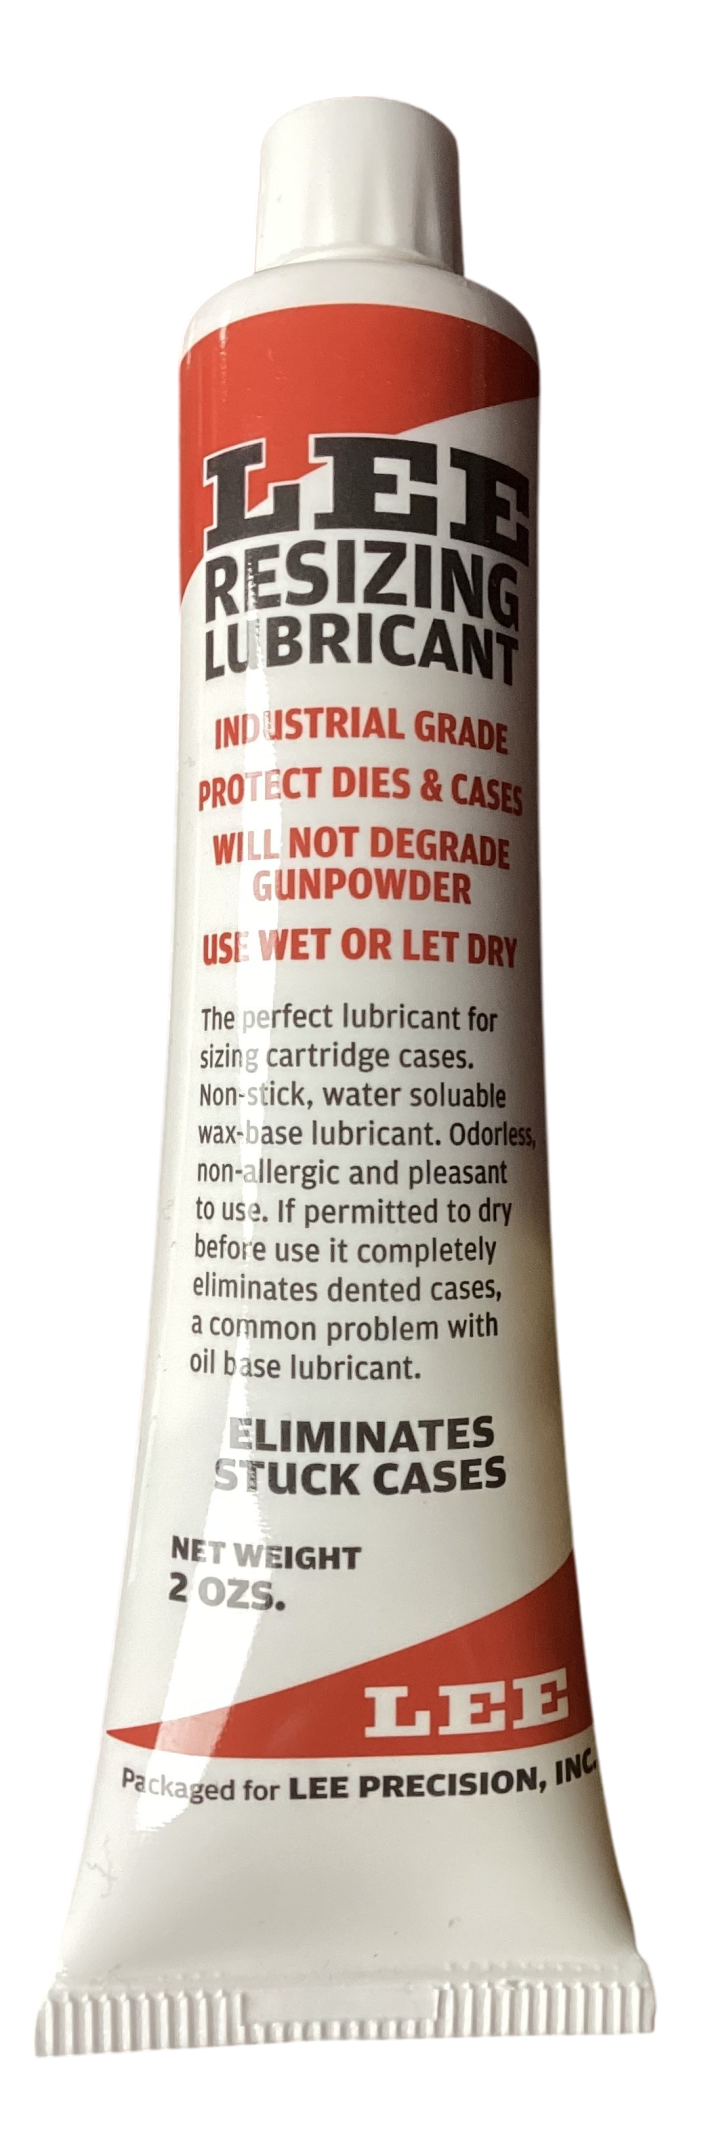 LEE
RESIZING
LUBRICANT
INDUSTRIAL GRADE
PROTECT DIES & CASES
WILL NOT DEGRADE
GUNPOWDER
USE WET OR LET DRY
The perfect lubricant for
sizing cartridge cases.
Non-stick, water soluable
wax-base lubricant. Odorless,
non-allergic and pleasant
to use. If permitted to dry
before use it completely
eliminates dented cases,
a common problem with
oil base lubricant.
ELIMINATES
STUCK CASES
NET WEIGHT
2 OZS.
LEE
Packaged for LEE PRECISION, INC.